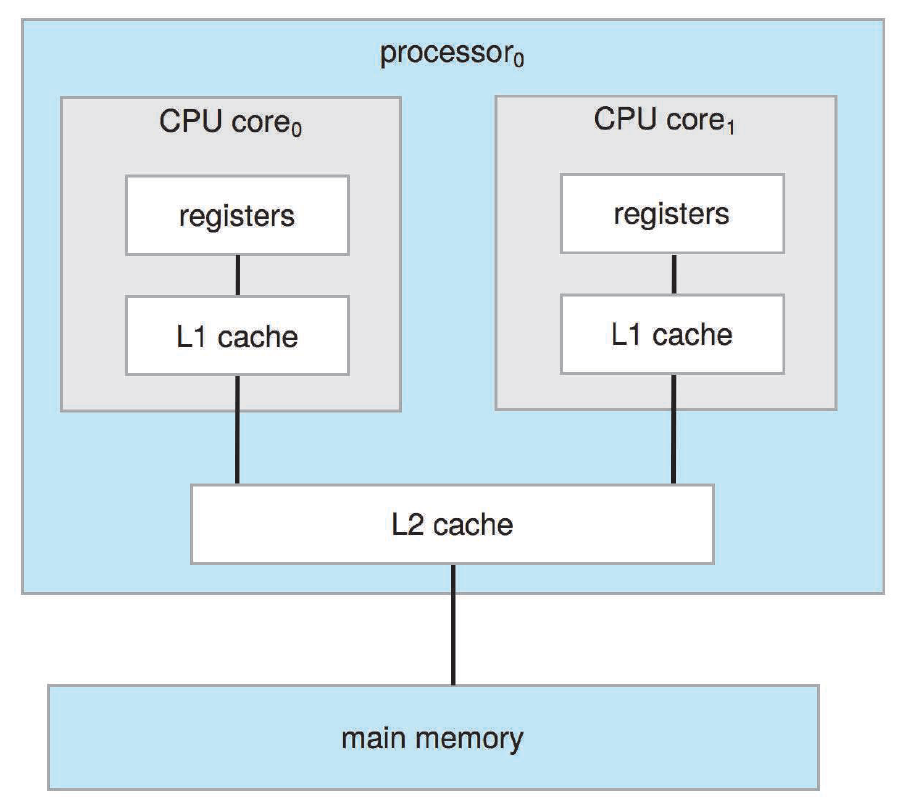 processor₀
CPU core₀
CPU core₁
registers
registers
L1 cache
L1 cache
L2 cache
main memory